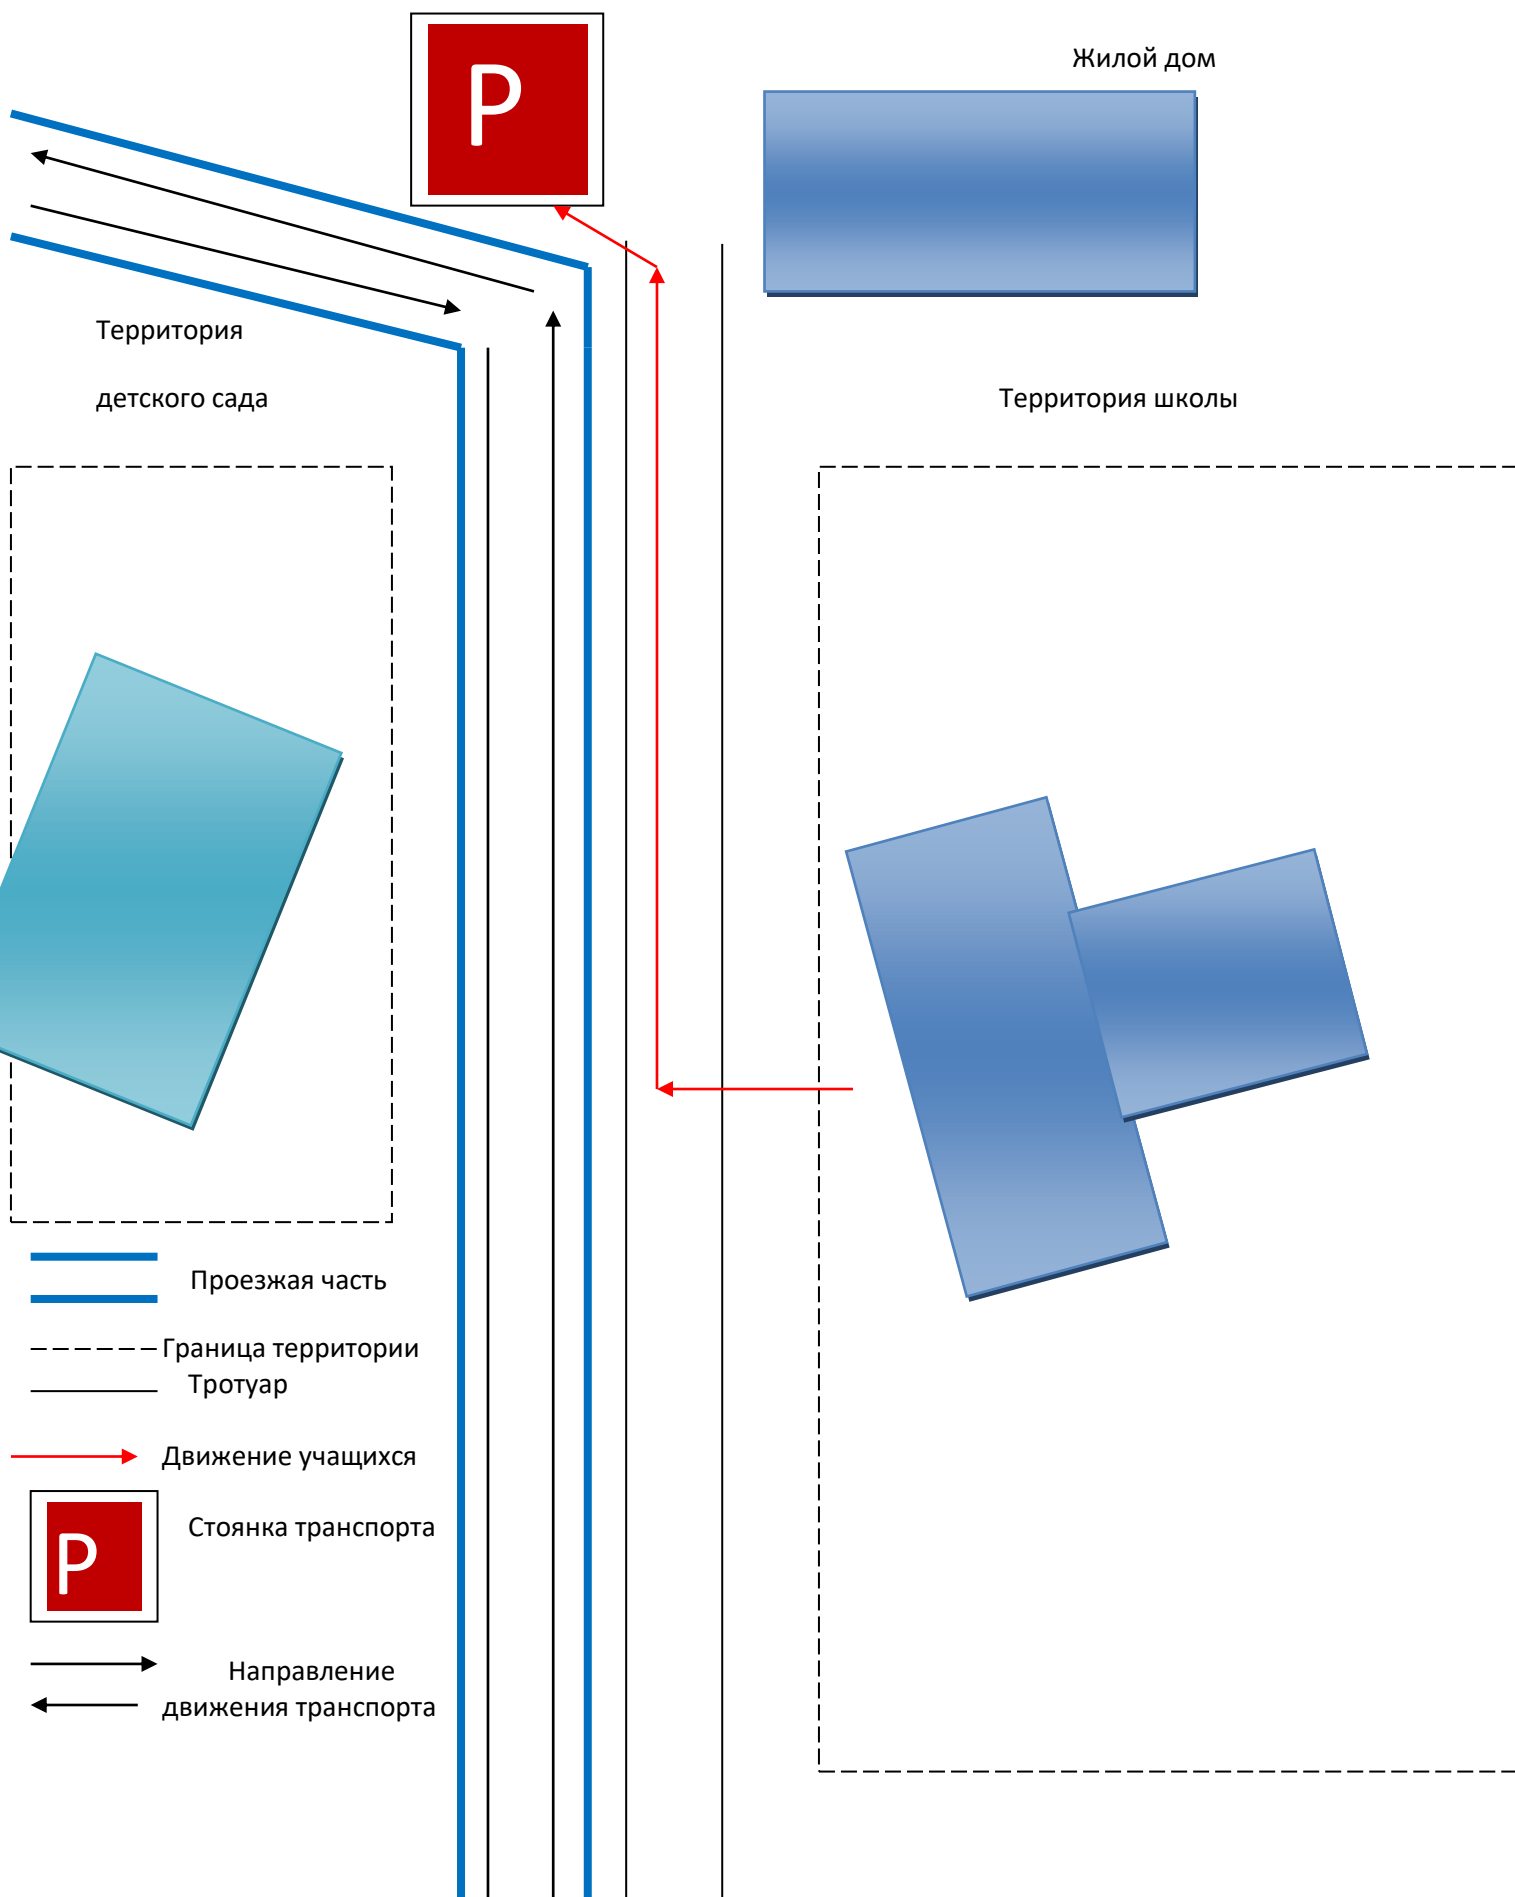 P
Жилой дом
Территория
детского сада
Территория школы
Проезжая часть
Граница территории
Тротуар
Движение учащихся
P
Стоянка транспорта
Направление
движения транспорта